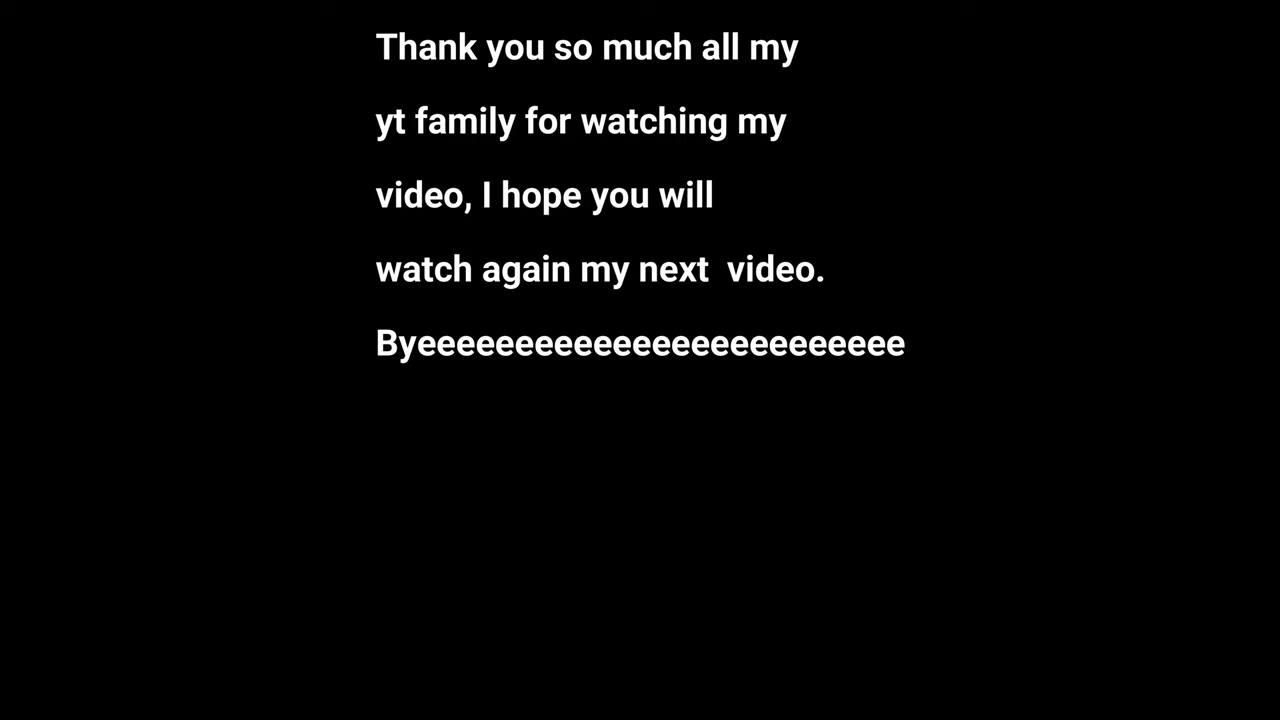 Thank you so much all my
yt family for watching my
video, I hope you will
watch again my next  video.
Byeeeeeeeeeeeeeeeeeeeeeeeee